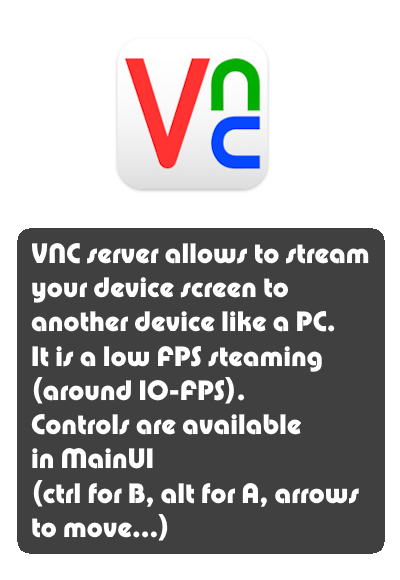 Vnc
VNC server allows to stream
your device screen to
another device like a PC.
It is a low FPS steaming
(around 10-FPS).
Controls are available
in MainUI
(ctrl for B, alt for A, arrows
to move...)